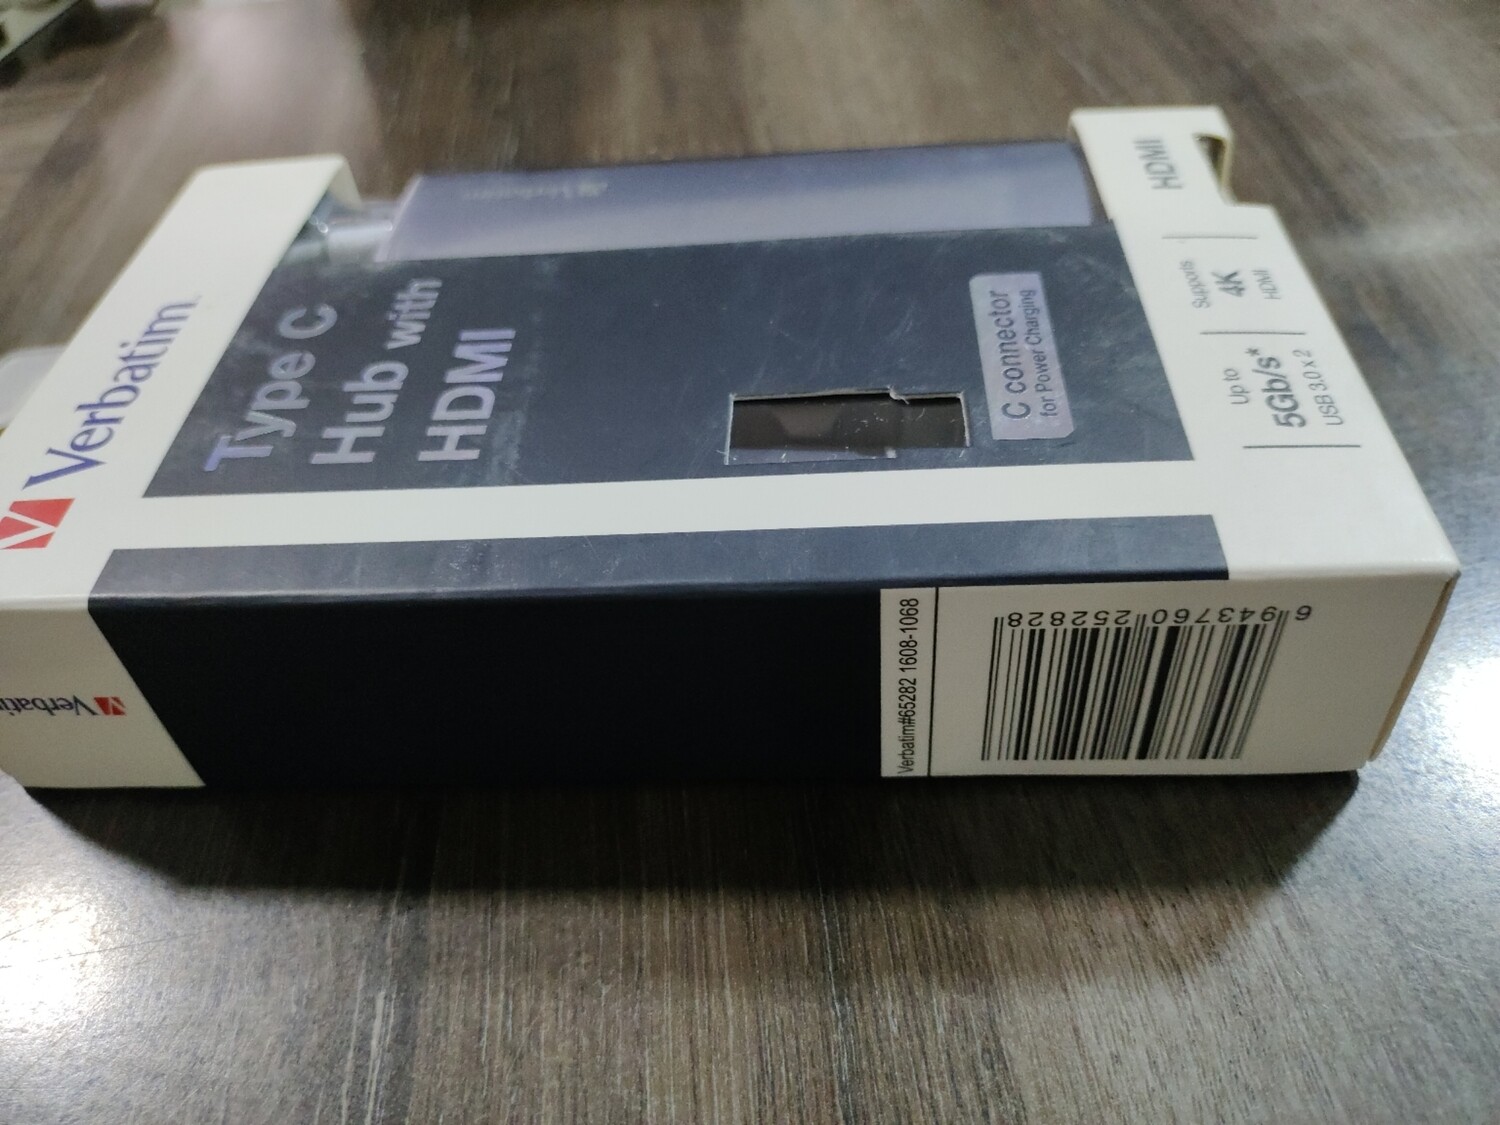 Verbatim
Verbatim
Type C
Hub with
HDMI
C connector
for Power Charging
HDMI
Supports
4K
HDMI
Up to
5Gb/s*
USB 3.0 x 2
Verbatim#65282 1608-1068
6 943760 252828